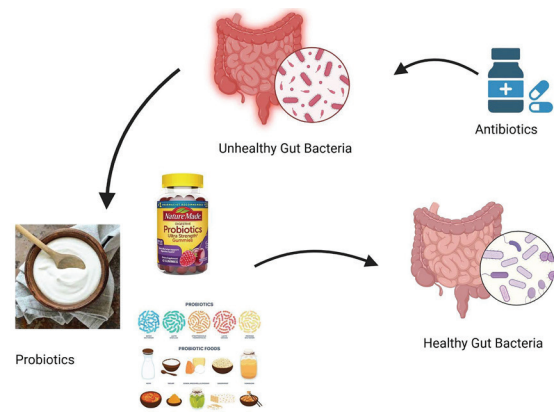 Unhealthy Gut Bacteria
Antibiotics
Nature Made
Probiotics
Ultra Strength
Gummies
PROBIOTICS
PROBIOTIC FOODS
Probiotics
Healthy Gut Bacteria